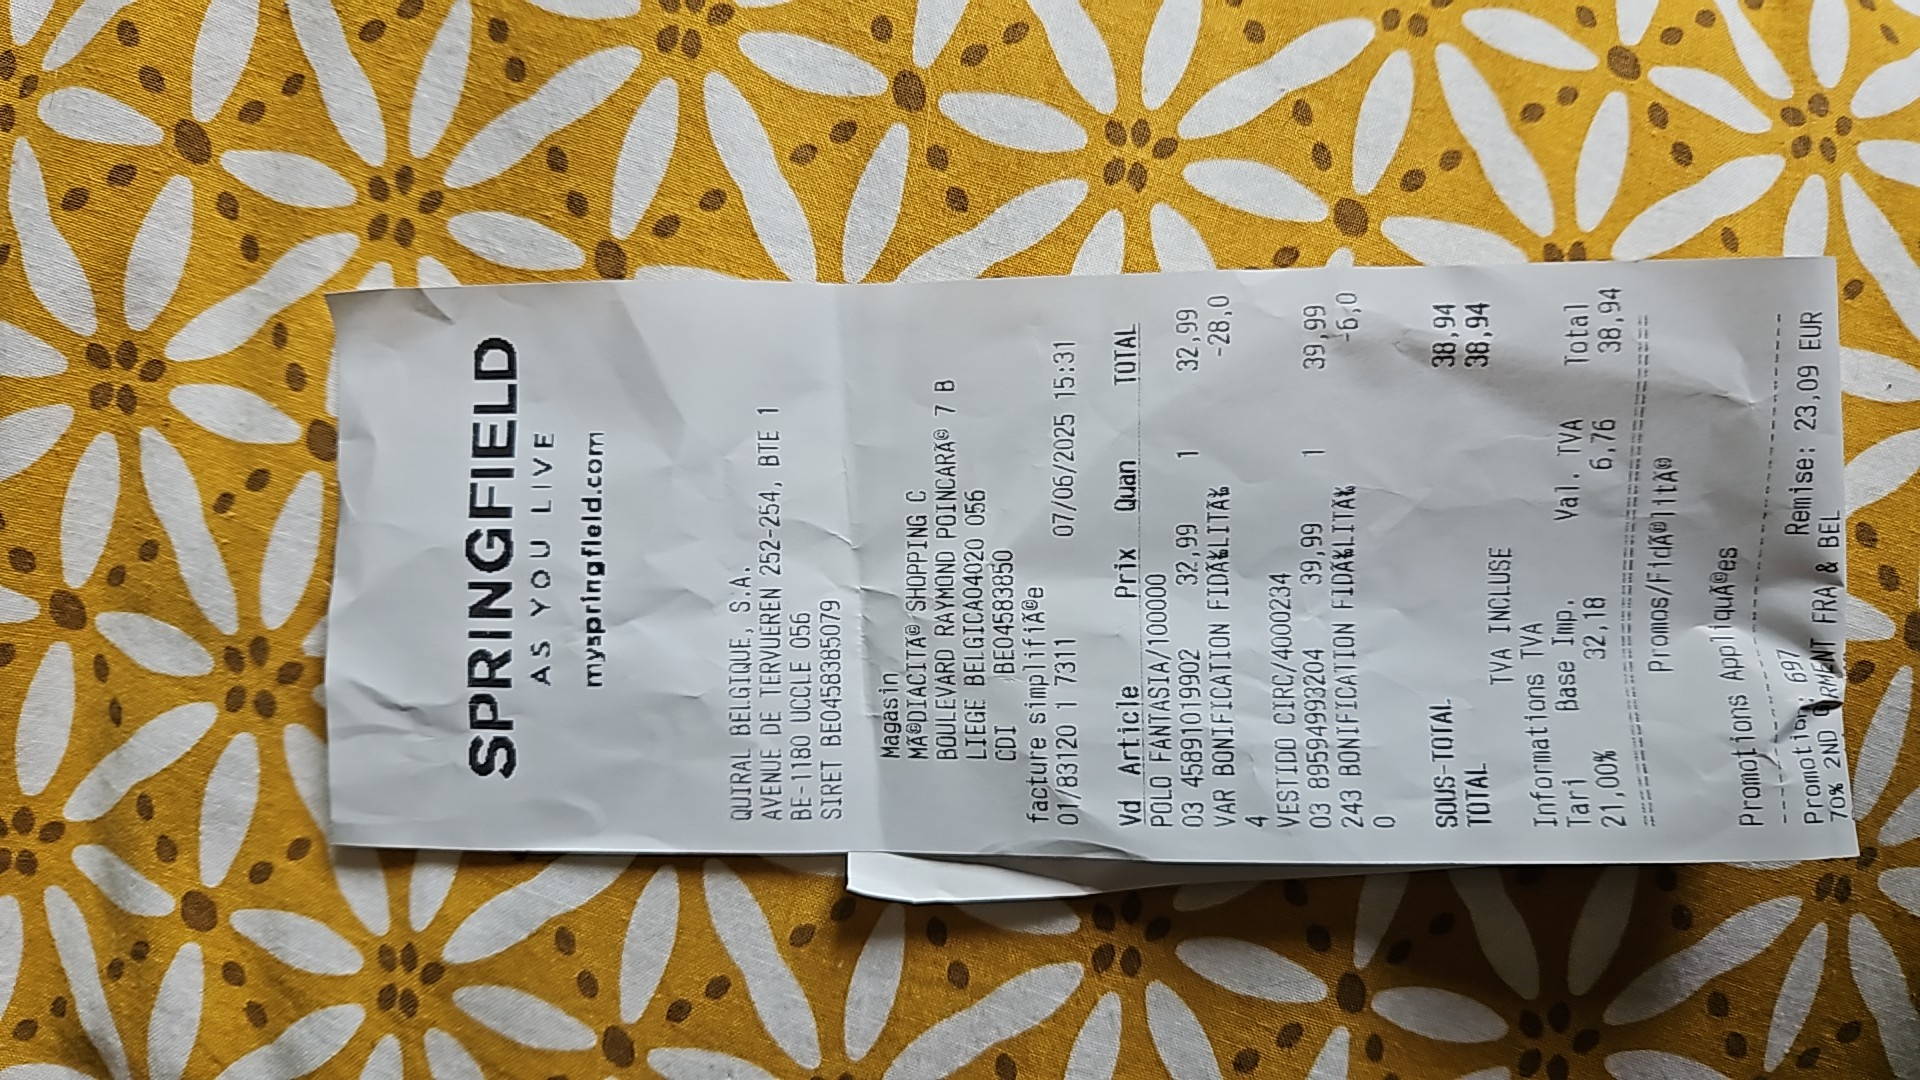 SPRINGFIELD
AS YOU LIVE
myspringfield.com
QUIRAL BELGIQUE, S.A.
AVENUE DE TERVUEREN 252-254, BTE 1
BE-1180 UCCLE 056
SIRET BE0458385079
Magasin
MÃ©DIACITÃ© SHOPPING C
BOULEVARD RAYMOND POINCARÃ© 7 B
LIEGE BELGICA04020 056
CDI BE04583850
facture simplifiÃ©e
01/83120 1 7311 07/06/2025 15:31
Vd Article Prix Quan TOTAL
POLO FANTASIA/100000
03 4589101019902 32,99 1 32,99
VAR BONIFICATION -28,0
4
VESTIDO CIRC/4000234
03 89594993204 39,99 1 39,99
243 BONIFICATION -6,0
0
SOUS-TOTAL 38,94
TOTAL 38,94
TVA INCLUSE
Informations TVA
Tari Base Imp. Val. TVA Total
21,00% 32,18 6,76 38,94
Promos/FidÃ©litÃ©
Promotions AppliquÃ©es
Promotion: 697 Remise: 23,09 EUR
70% 2ND GARMENT FRA & BEL